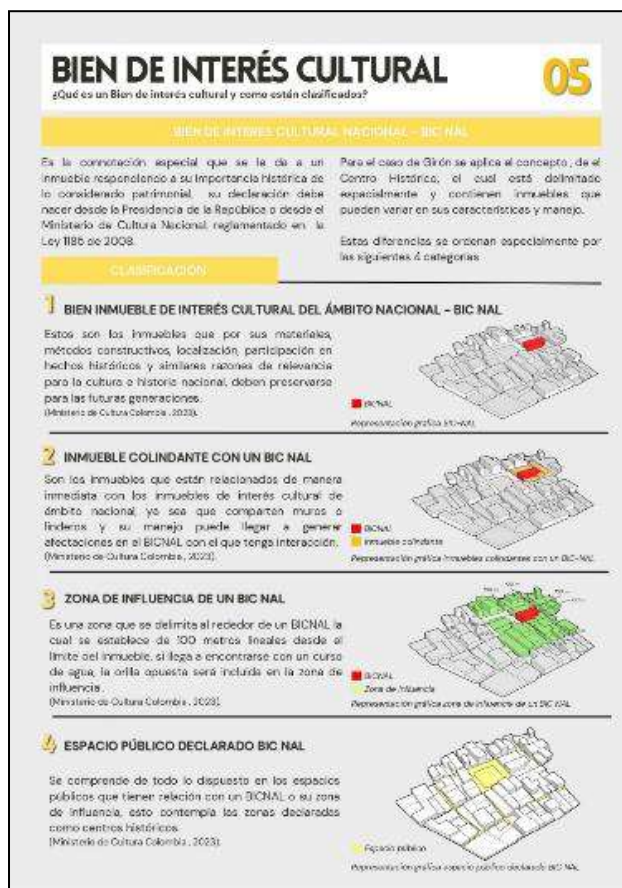 BIEN DE INTERÉS CULTURAL
05
¿Qué es un Bien de interés cultural y como están clasificados?
BIEN DE INTERÉS CULTURAL NACIONAL - BIC NAL
Es la connotación especial que se le da a un
inmueble respondiendo a su importancia histórica de
lo considerado patrimonial, su declaración debe
nacer desde la Presidencia de la República o desde el
Ministerio de Cultura Nacional, reglamentado en la
Ley 1185 de 2008.
Para el caso de Girón se aplica el concepto, de el
Centro Histórico, el cual está delimitado
espacialmente y contienen inmuebles que
pueden variar en sus características y manejo.
Estas diferencias se ordenan especialmente por
las siguientes 4 categorias
CLASIFICACIÓN
1 BIEN INMUEBLE DE INTERÉS CULTURAL DEL ÁMBITO NACIONAL - BIC NAL
Estos son los inmuebles que por sus materiales,
métodos constructivos, localización, participación en
hechos históricos y similares razones de relevancia
para la cultura e historia nacional, deben preservarse
para las futuras generaciones.
(Ministerio de Cultura Colombia, 2023).
BICNAL
Representación gráfica BIC-NAL
2 INMUEBLE COLINDANTE CON UN BIC NAL
Son los inmuebles que están relacionados de manera
inmediata con los inmuebles de interés cultural de
ámbito nacional, ya sea que comparten muros o
linderos y su manejo puede llegar a generar
afectaciones en el BICNAL con el que tenga interacción.
(Ministerio de Cultura Colombia, 2023).
BICNAL
Inmueble colindante
Representación gráfica inmuebles colindantes con un BIC-NAL
3 ZONA DE INFLUENCIA DE UN BIC NAL
Es una zona que se delimita al rededor de un BICNAL la
cual se establece de 100 metros lineales desde el
límite del inmueble, si llega a encontrarse con un curso
de agua, la orilla opuesta será incluida en la zona de
influencia.
(Ministerio de Cultura Colombia, 2023).
BICNAL
Zona de influencia
Representación gráfica zona de influencia de un BIC NAL
4 ESPACIO PÚBLICO DECLARADO BIC NAL
Se comprende de todo lo dispuesto en los espacios
públicos que tienen relación con un BICNAL o su zona
de influencia, esto contempla las zonas declaradas
como centros históricos.
(Ministerio de Cultura Colombia, 2023).
Espacio público
Representación gráfica espacio público declarado BIC NAL